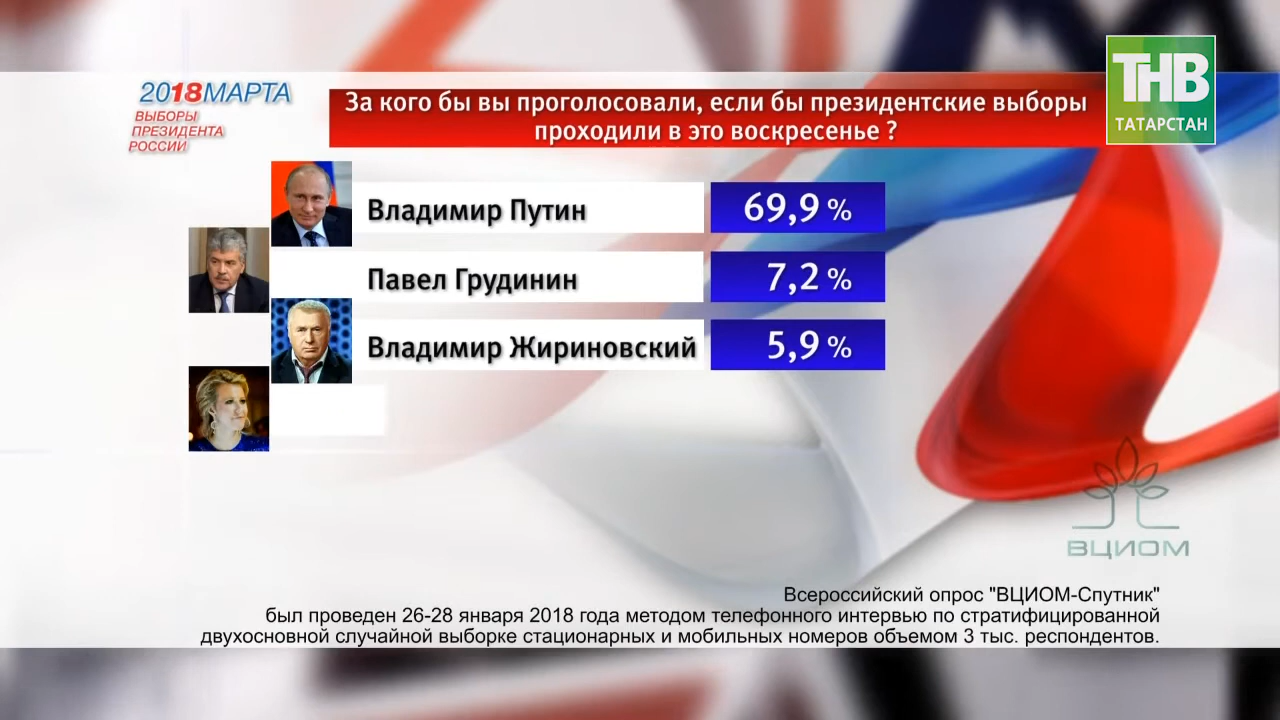 2018МАРТА
ВЫБОРЫ
ПРЕЗИДЕНТА
РОССИИ
За кого бы вы проголосовали, если бы президентские выборы
проходили в это воскресенье ?
ТНВ
ТАТАРСТАН
Владимир Путин 69,9 %
Павел Грудинин 7,2 %
Владимир Жириновский 5,9 %
ВЦИОМ
Всероссийский опрос "ВЦИОМ-Спутник"
был проведен 26-28 января 2018 года методом телефонного интервью по стратифицированной
двухосновной случайной выборке стационарных и мобильных номеров объемом 3 тыс. респондентов.